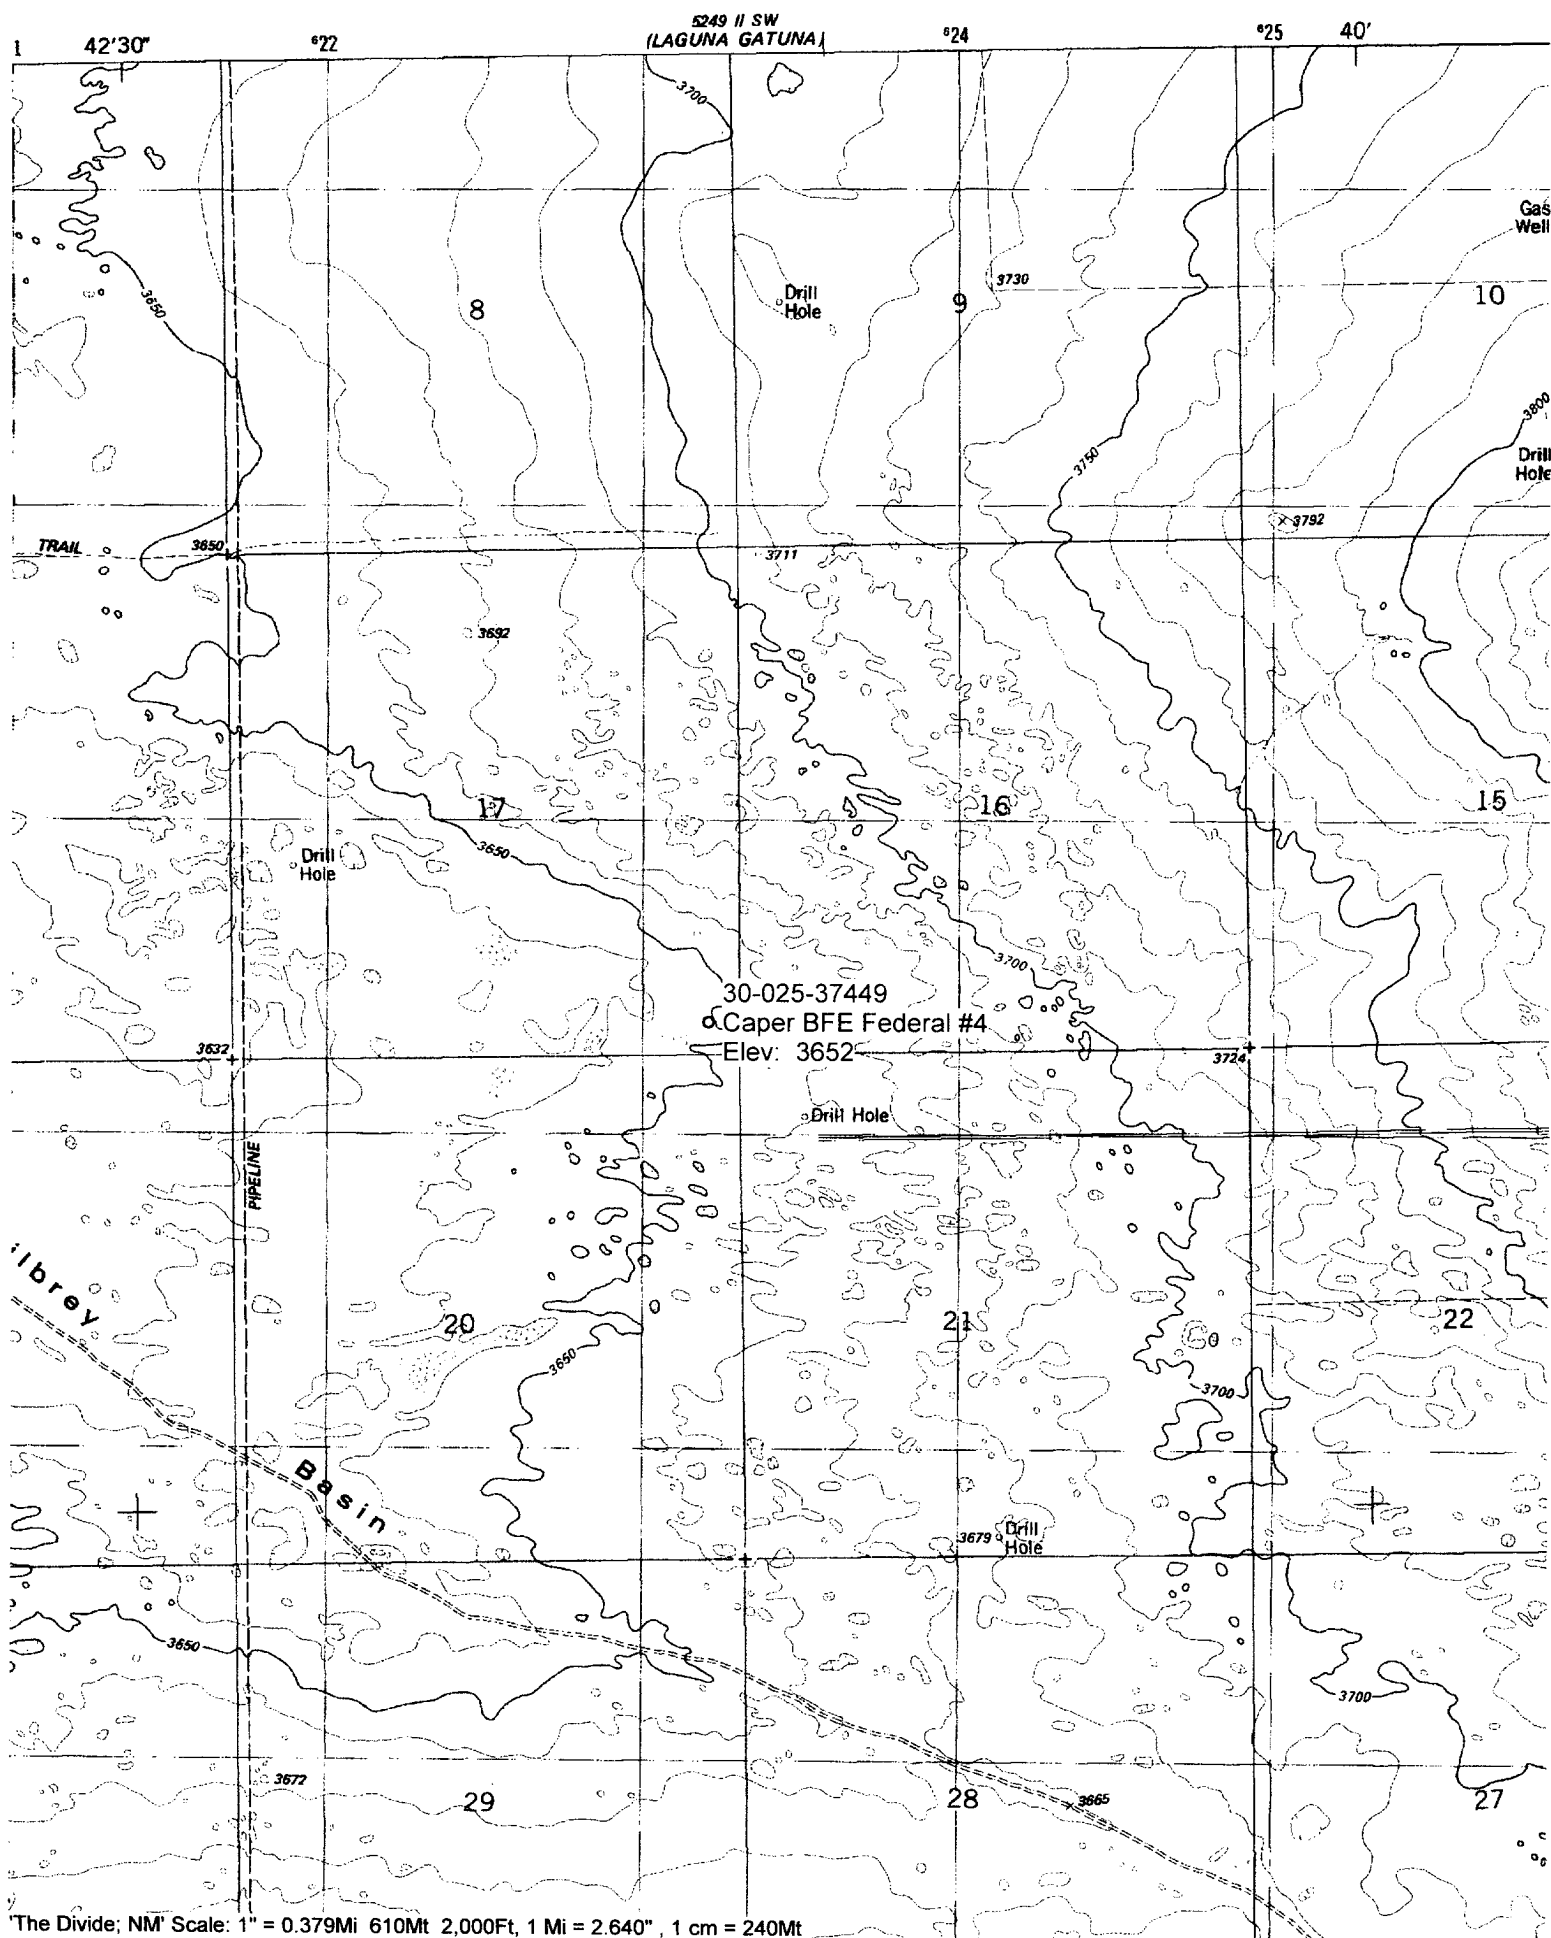 5249 II SW
(LAGUNA GATUNA)
1
42'30"
⁶22
⁶24
⁶25
40'
3700
Gas
Well
3650
8
Drill
Hole
9
3730
10
3800
3750
Drill
Hole
3792
TRAIL
3650
3711
3692
17
16
15
3650
Drill
Hole
3700
30-025-37449
Caper BFE Federal #4
Elev: 3652
3632
3724
Drill Hole
PIPELINE
ilbrey
20
21
22
3650
3700
Basin
3679
Drill
Hole
3650
3700
3672
29
28
3665
27
'The Divide; NM' Scale: 1" = 0.379Mi 610Mt 2,000Ft, 1 Mi = 2.640" , 1 cm = 240Mt